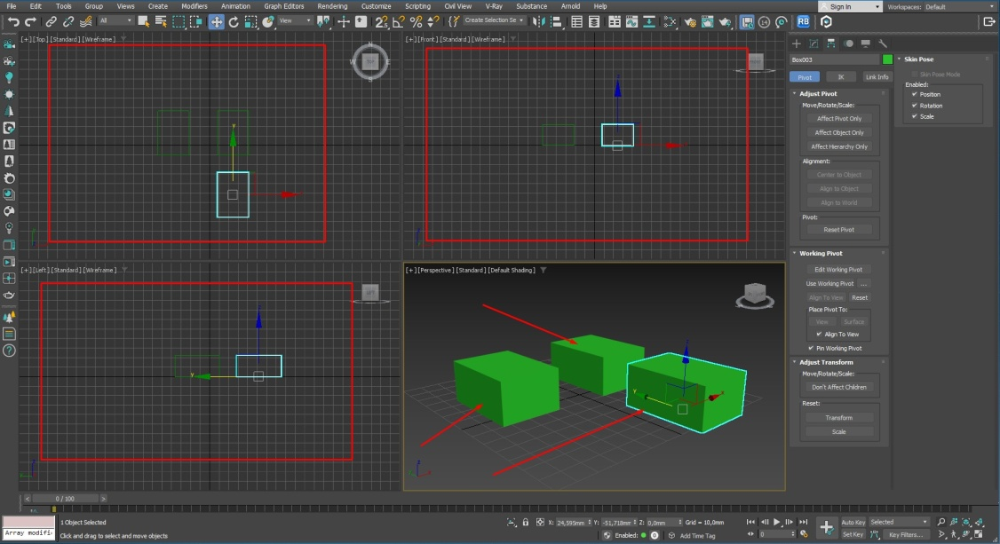 File Edit Tools Group Views Create Modifiers Animation Graph Editors Rendering Customize Scripting Civil View V-Ray Substance Arnold Help
Sign In Workspaces: Default
All View Create Selection Se
[+] [Top] [Standard] [Wireframe]
[+] [Front] [Standard] [Wireframe]
[+] [Left] [Standard] [Wireframe]
[+] [Perspective] [Standard] [Default Shading]
Box003
Pivot IK Link Info
Adjust Pivot
Move/Rotate/Scale:
Affect Pivot Only
Affect Object Only
Affect Hierarchy Only
Alignment:
Center to Object
Align to Object
Align to World
Pivot:
Reset Pivot
Working Pivot
Edit Working Pivot
Use Working Pivot ...
Align To View Reset
Place Pivot To:
View Surface
Align To View
Pin Working Pivot
Adjust Transform
Move/Rotate/Scale:
Don't Affect Children
Reset:
Transform
Scale
Skin Pose
Skin Pose Mode
Enabled:
Position
Rotation
Scale
< 0 / 100 >
1 Object Selected
Array modifi
Click and drag to select and move objects
X: 24,595mm Y: -51,718mm Z: 0,0mm Grid = 10,0mm
Enabled: Add Time Tag
0
Auto Key Selected
Set Key Key Filters...